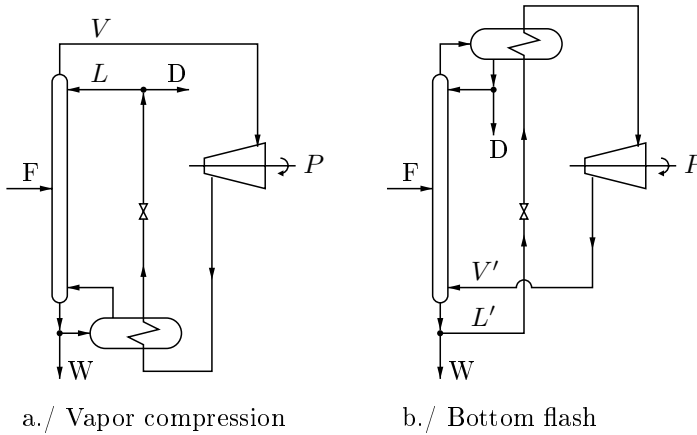 V
L
D
F
P
W
a./ Vapor compression
F
D
P
V′
L′
W
b./ Bottom flash